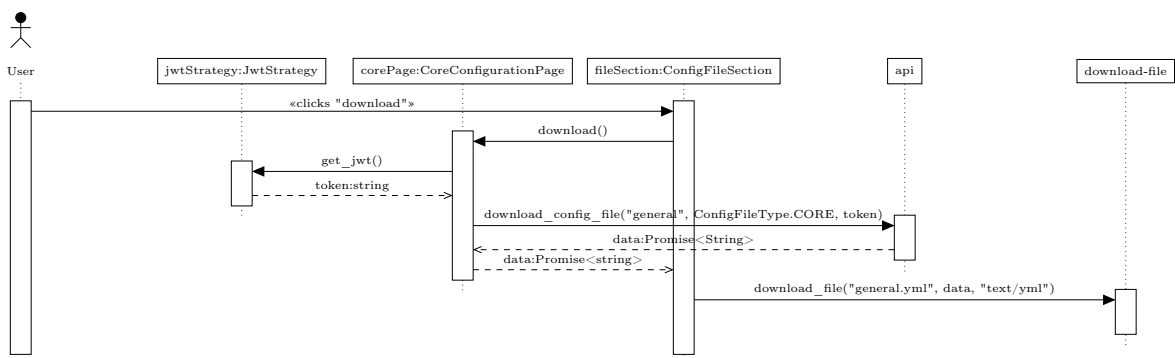 User
jwtStrategy:JwtStrategy
corePage:CoreConfigurationPage
fileSection:ConfigFileSection
api
download-file
«clicks "download"»
download()
get_jwt()
token:string
download_config_file("general", ConfigFileType.CORE, token)
data:Promise<String>
data:Promise<string>
download_file("general.yml", data, "text/yml")